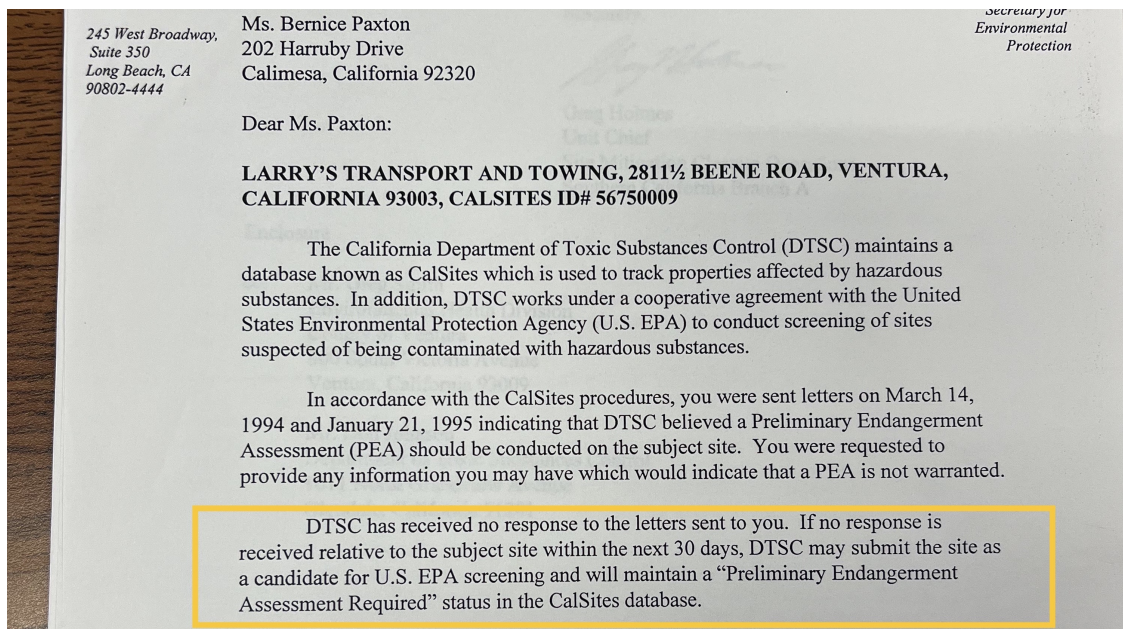 245 West Broadway,
Suite 350
Long Beach, CA
90802-4444
Secretary for
Environmental
Protection
Ms. Bernice Paxton
202 Harruby Drive
Calimesa, California 92320
Dear Ms. Paxton:
LARRY'S TRANSPORT AND TOWING, 2811½ BEENE ROAD, VENTURA,
CALIFORNIA 93003, CALSITES ID# 56750009
The California Department of Toxic Substances Control (DTSC) maintains a
database known as CalSites which is used to track properties affected by hazardous
substances. In addition, DTSC works under a cooperative agreement with the United
States Environmental Protection Agency (U.S. EPA) to conduct screening of sites
suspected of being contaminated with hazardous substances.
In accordance with the CalSites procedures, you were sent letters on March 14,
1994 and January 21, 1995 indicating that DTSC believed a Preliminary Endangerment
Assessment (PEA) should be conducted on the subject site. You were requested to
provide any information you may have which would indicate that a PEA is not warranted.
DTSC has received no response to the letters sent to you. If no response is
received relative to the subject site within the next 30 days, DTSC may submit the site as
a candidate for U.S. EPA screening and will maintain a “Preliminary Endangerment
Assessment Required” status in the CalSites database.
Greg Holmes
Unit Chief
Enclosure